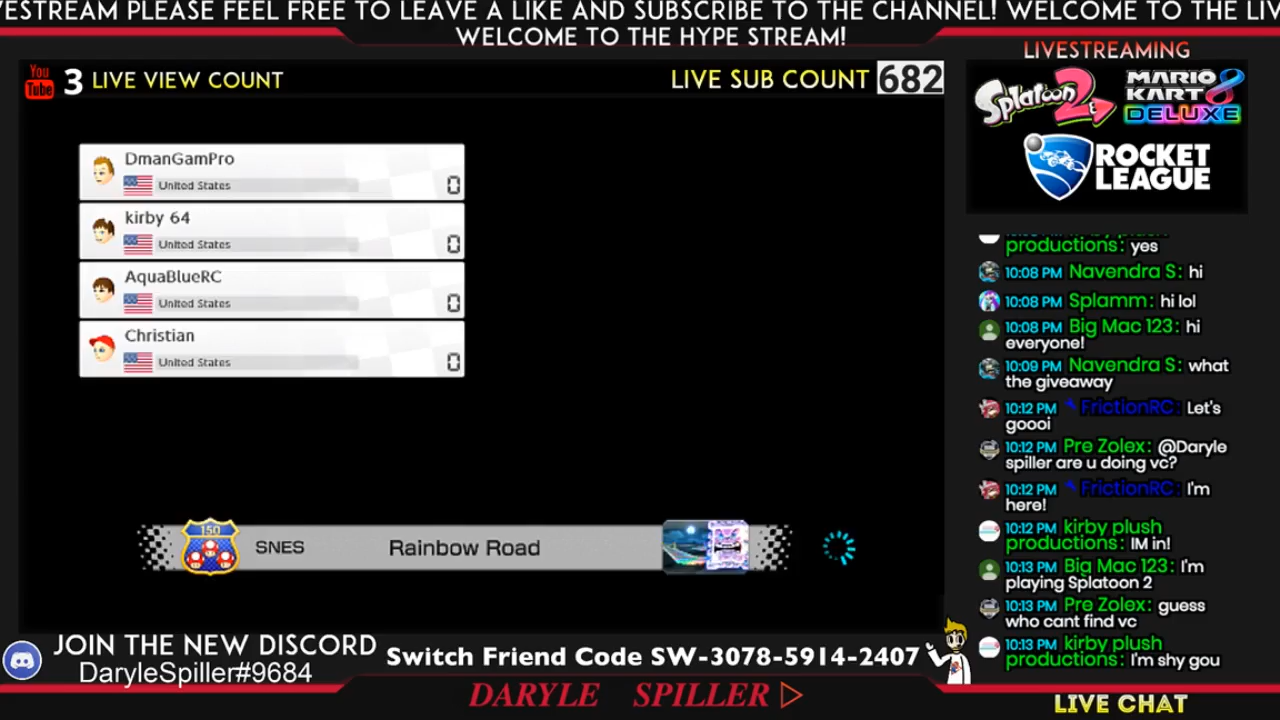 VESTREAM PLEASE FEEL FREE TO LEAVE A LIKE AND SUBSCRIBE TO THE CHANNEL! WELCOME TO THE LIV
WELCOME TO THE HYPE STREAM!
You
Tube
3 LIVE VIEW COUNT
LIVE SUB COUNT 682
DmanGamPro
United States
0
kirby 64
United States
0
AquaBlueRC
United States
0
Christian
United States
0
150
SNES
Rainbow Road
JOIN THE NEW DISCORD
DaryleSpiller#9684
Switch Friend Code SW-3078-5914-2407
DARYLE SPILLER
LIVESTREAMING
Splatoon 2
MARIO
KART 8
DELUXE
ROCKET
LEAGUE
productions: yes
10:08 PM Navendra S: hi
10:08 PM Splamm: hi lol
10:08 PM Big Mac 123: hi
everyone!
10:09 PM Navendra S: what
the giveaway
10:12 PM FrictionRC: Let's
goooi
10:12 PM Pre Zolex: @Daryle
spiller are u doing vc?
10:12 PM FrictionRC: I'm
here!
10:12 PM kirby plush
productions: IM in!
10:13 PM Big Mac 123: I'm
playing Splatoon 2
10:13 PM Pre Zolex: guess
who cant find vc
10:13 PM kirby plush
productions: I'm shy gou
LIVE CHAT